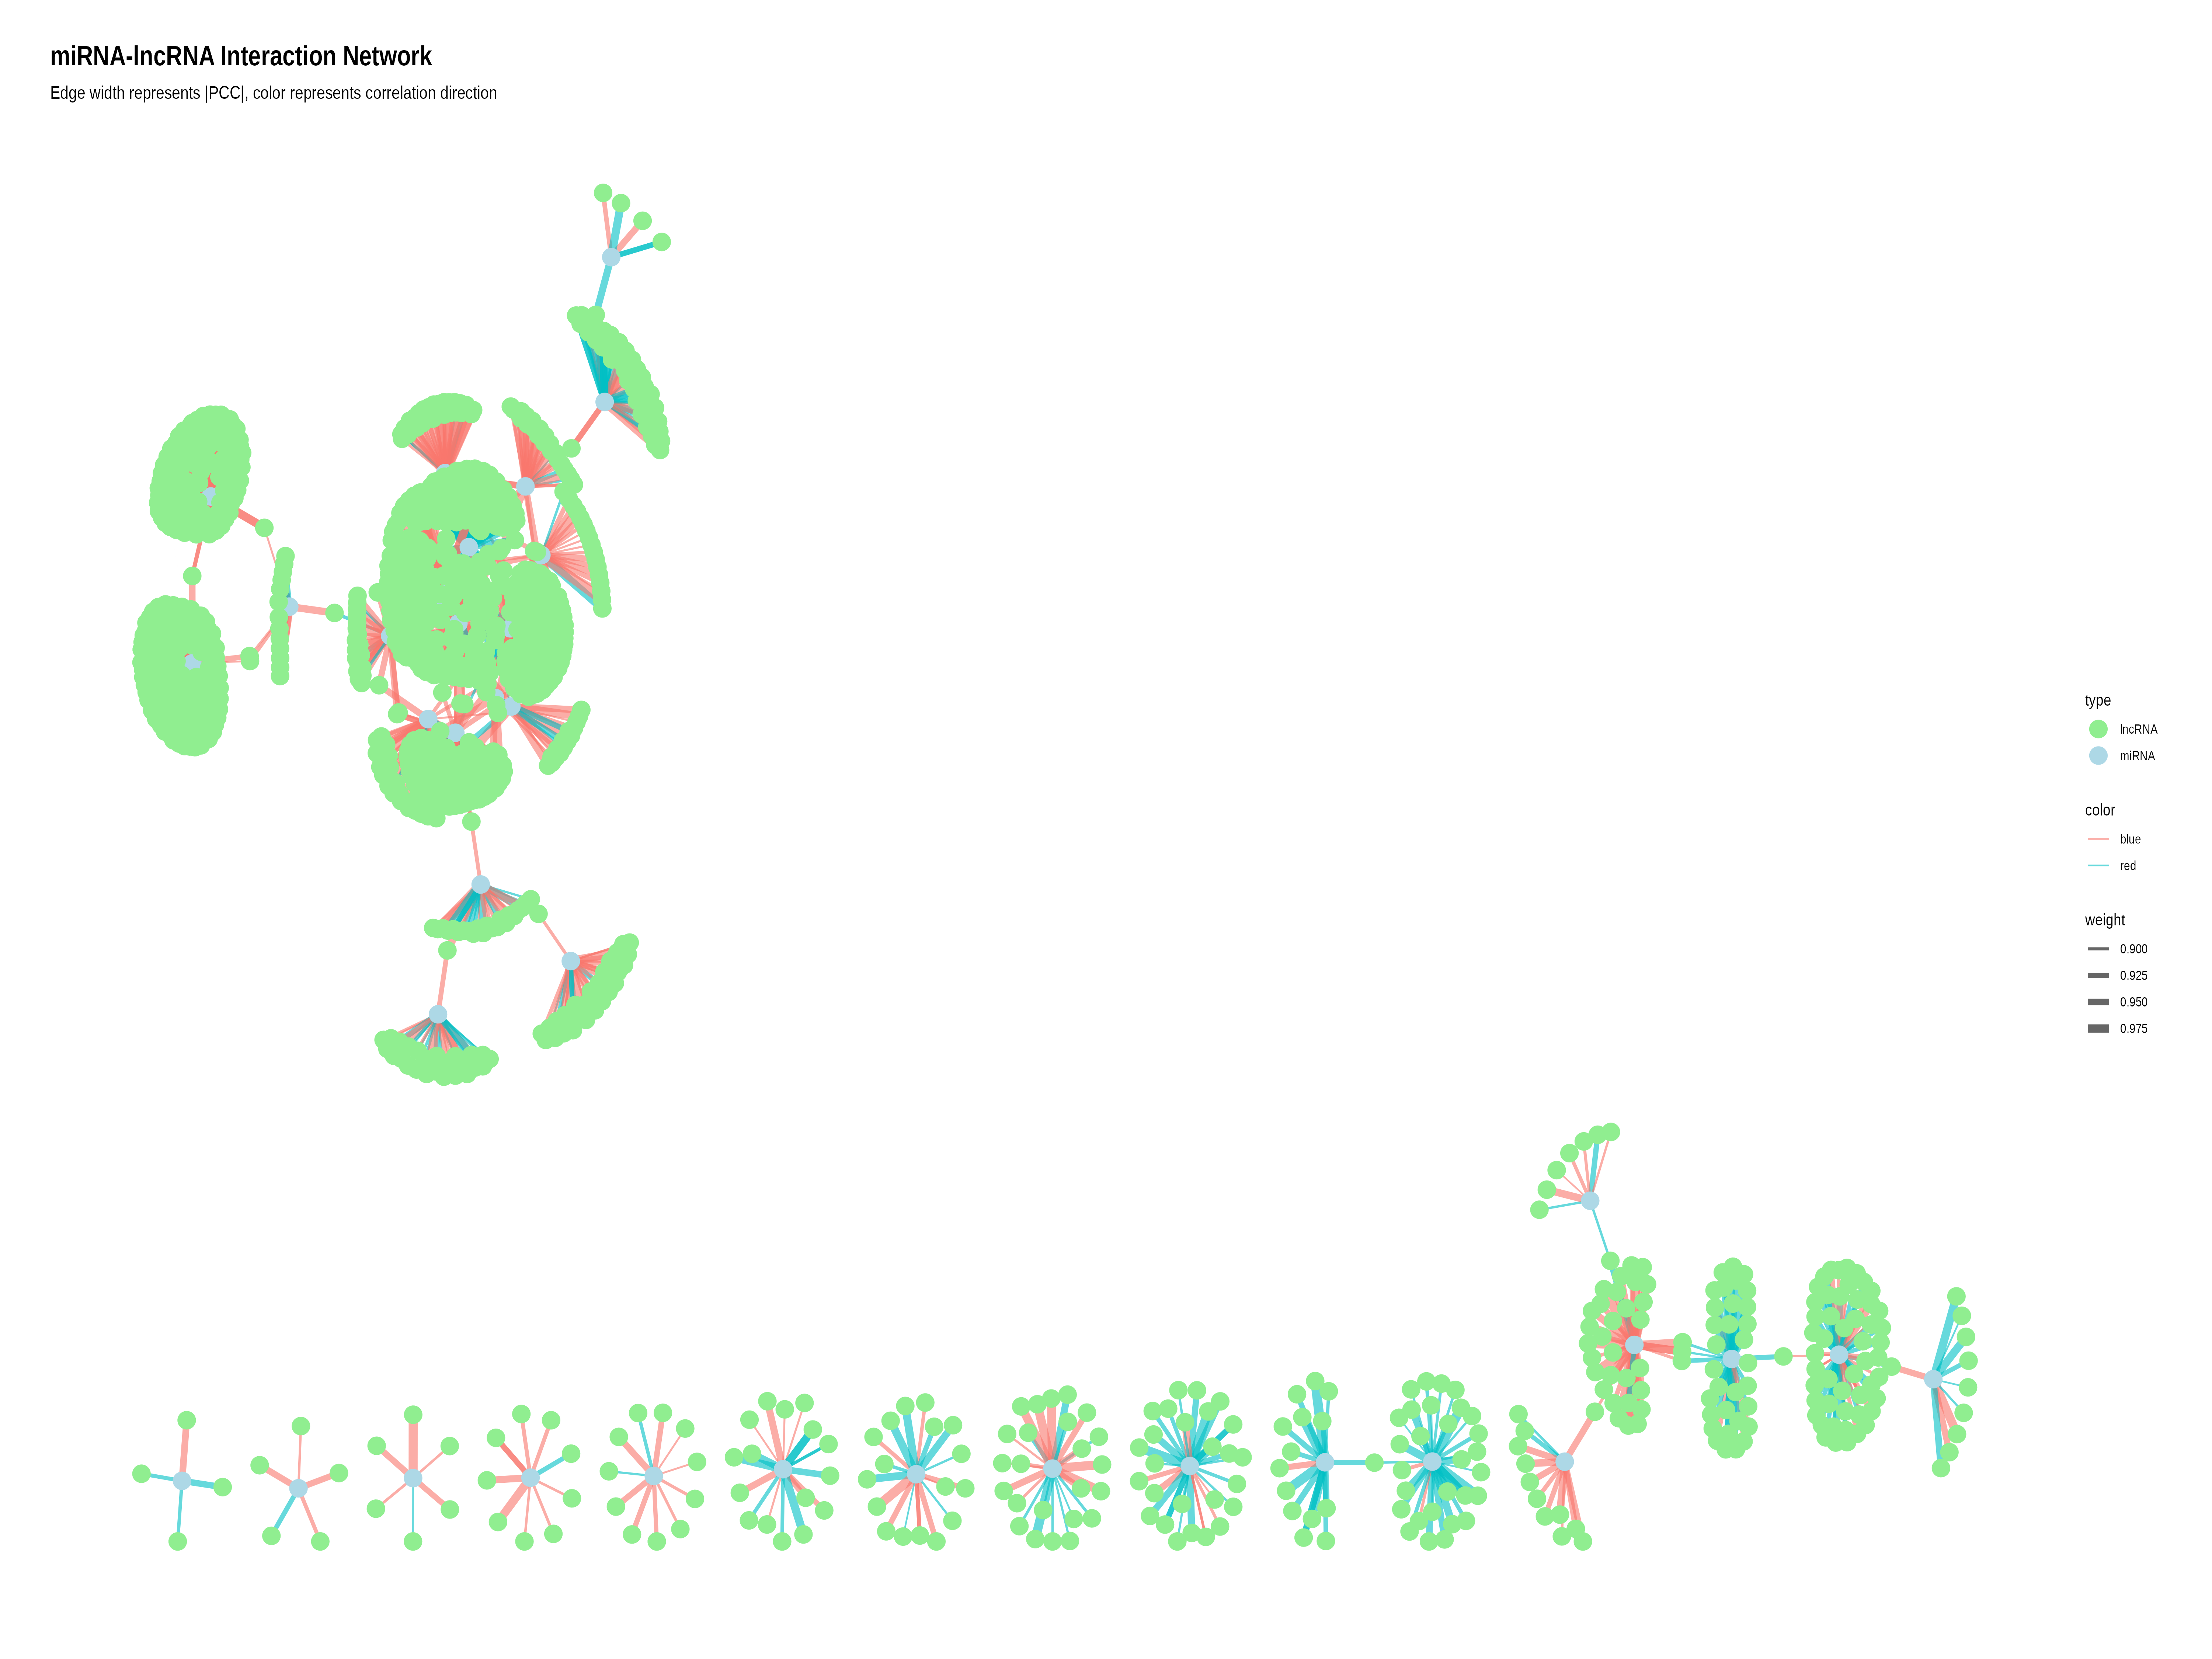 miRNA-lncRNA Interaction Network
Edge width represents |PCC|, color represents correlation direction
type
lncRNA
miRNA
color
blue
red
weight
0.900
0.925
0.950
0.975